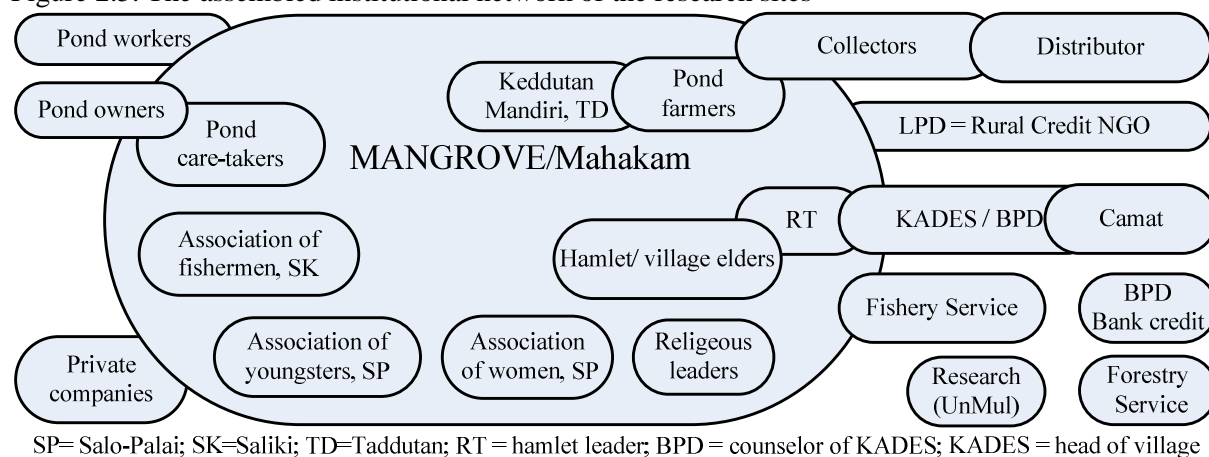 Figure 2.3: The assembled institutional network of the research sites
Pond workers
Collectors
Distributor
Pond owners
Pond
care-takers
Keddutan
Mandiri, TD
Pond
farmers
LPD = Rural Credit NGO
MANGROVE/Mahakam
RT
KADES / BPD
Camat
Association of
fishermen, SK
Hamlet/ village elders
Fishery Service
BPD
Bank credit
Private
companies
Association of
youngsters, SP
Association
of women, SP
Religeous
leaders
Research
(UnMul)
Forestry
Service
SP= Salo-Palai; SK=Saliki; TD=Taddutan; RT = hamlet leader; BPD = counselor of KADES; KADES = head of village